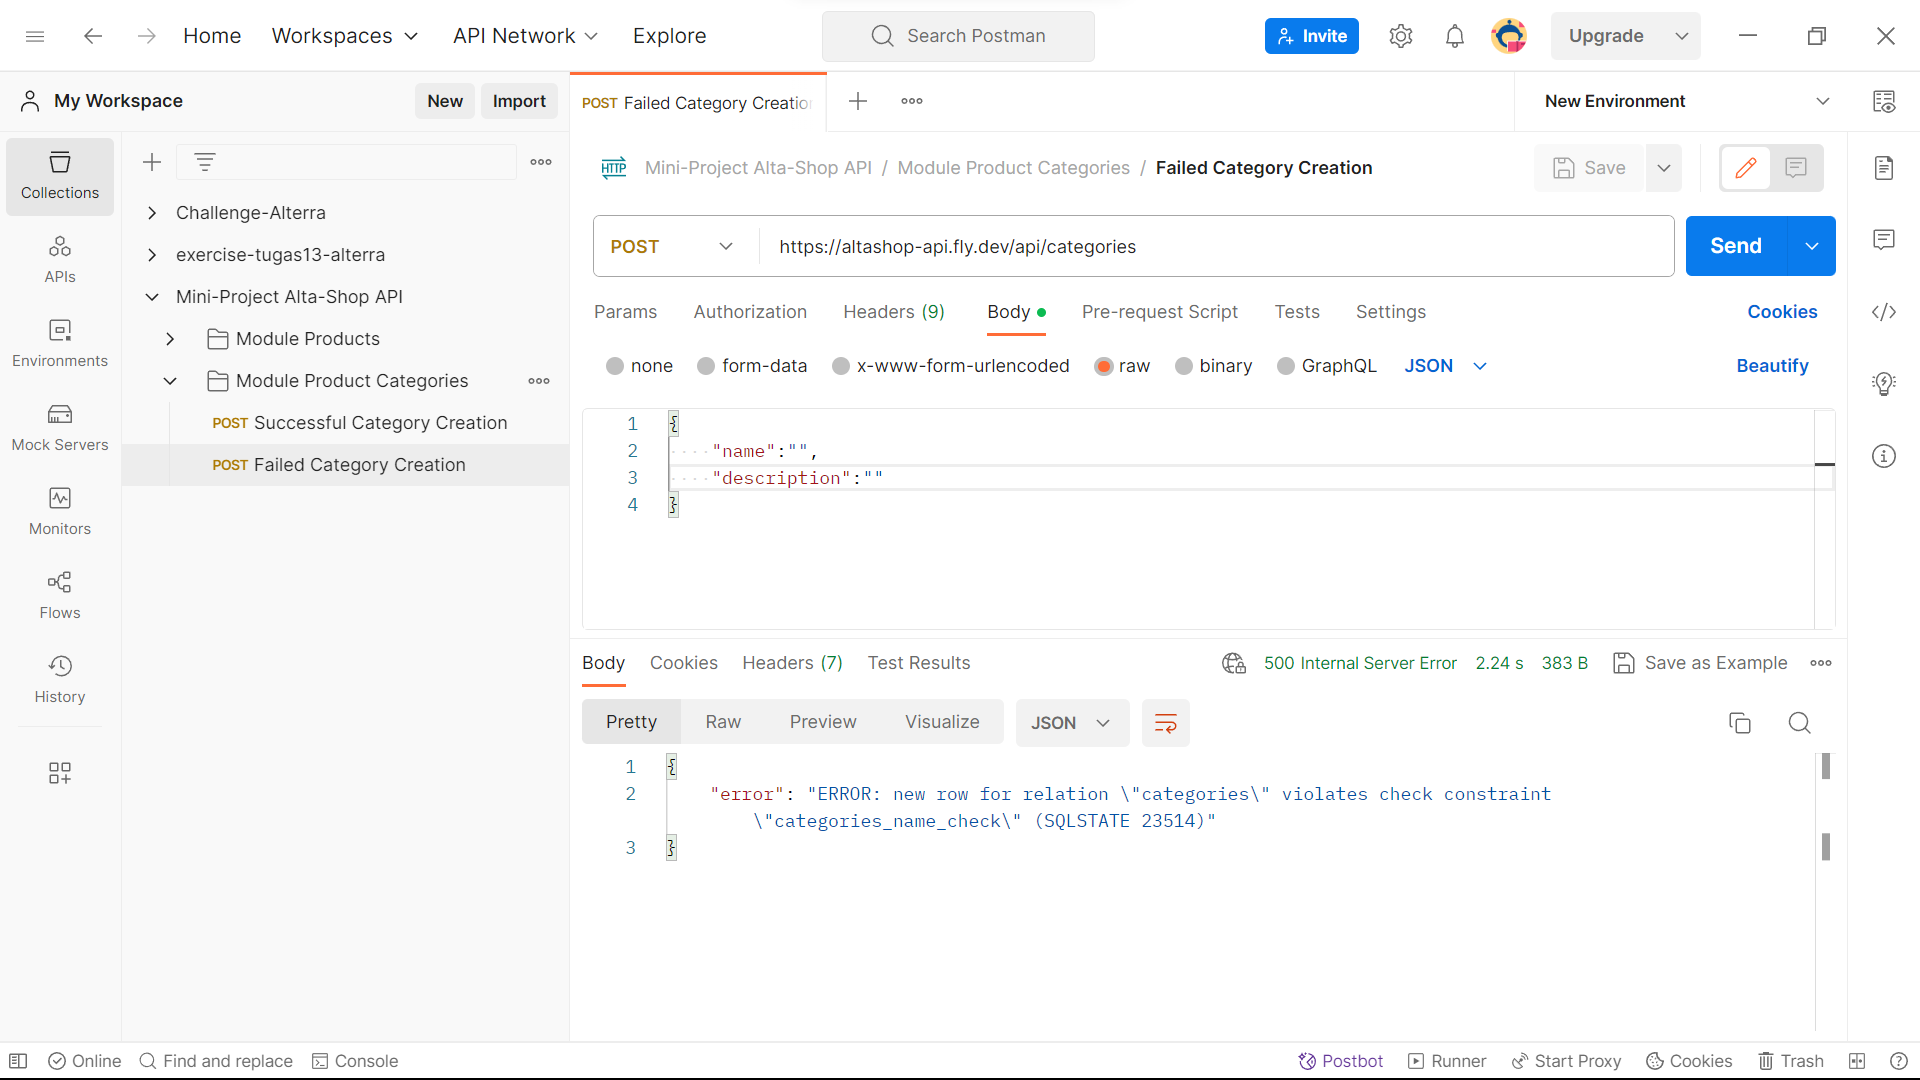 Home Workspaces API Network Explore Search Postman Invite Upgrade
My Workspace New Import
POST Failed Category Creation
New Environment
Collections
APIs
Environments
Mock Servers
Monitors
Flows
History
Challenge-Alterra
exercise-tugas13-alterra
Mini-Project Alta-Shop API
Module Products
Module Product Categories
POST Successful Category Creation
POST Failed Category Creation
HTTP Mini-Project Alta-Shop API / Module Product Categories / Failed Category Creation Save
POST https://altashop-api.fly.dev/api/categories Send
Params Authorization Headers (9) Body Pre-request Script Tests Settings Cookies
none form-data x-www-form-urlencoded raw binary GraphQL JSON Beautify
1 {
2 "name":"",
3 "description":""
4 }
Body Cookies Headers (7) Test Results 500 Internal Server Error 2.24 s 383 B Save as Example
Pretty Raw Preview Visualize JSON
1 {
2 "error": "ERROR: new row for relation \"categories\" violates check constraint
\"categories_name_check\" (SQLSTATE 23514)"
3 }
Online Find and replace Console Postbot Runner Start Proxy Cookies Trash